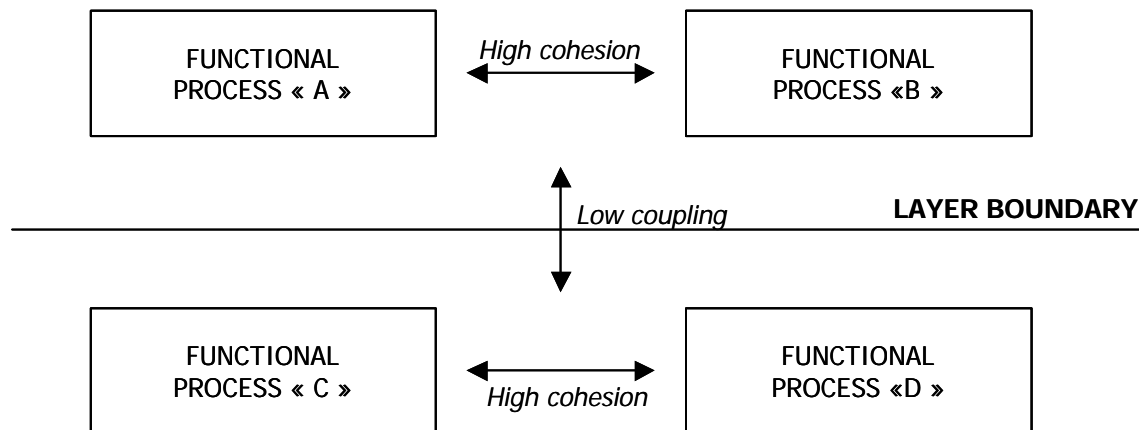 FUNCTIONAL
PROCESS « A »
High cohesion
FUNCTIONAL
PROCESS «B »
Low coupling
LAYER BOUNDARY
FUNCTIONAL
PROCESS « C »
High cohesion
FUNCTIONAL
PROCESS «D »